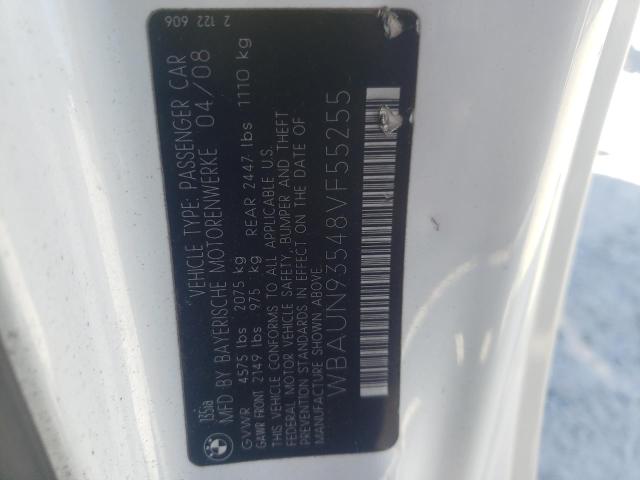 135ia
VEHICLE TYPE: PASSENGER CAR
MFD BY BAYERISCHE MOTORENWERKE 04/08
GVWR 4575 lbs 2075 kg
GAWR FRONT 2149 lbs 975 kg REAR 2447 lbs 1110 kg
THIS VEHICLE CONFORMS TO ALL APPLICABLE U.S.
FEDERAL MOTOR VEHICLE SAFETY, BUMPER AND THEFT
PREVENTION STANDARDS IN EFFECT ON THE DATE OF
MANUFACTURE SHOWN ABOVE
WBAUN93548VF55255
2 122 606
BMW